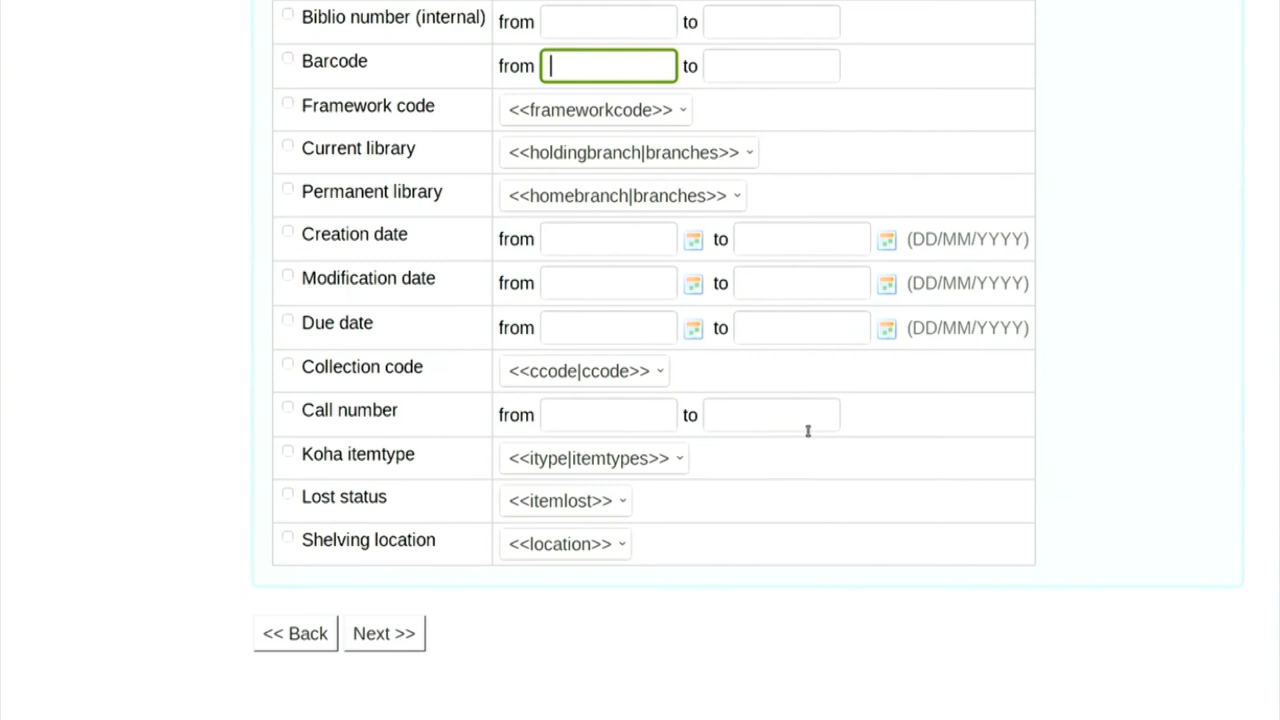 Biblio number (internal) from to
Barcode from to
Framework code <<frameworkcode>>
Current library <<holdingbranch|branches>>
Permanent library <<homebranch|branches>>
Creation date from to (DD/MM/YYYY)
Modification date from to (DD/MM/YYYY)
Due date from to (DD/MM/YYYY)
Collection code <<ccode|ccode>>
Call number from to
Koha itemtype <<itype|itemtypes>>
Lost status <<itemlost>>
Shelving location <<location>>
<< Back Next >>